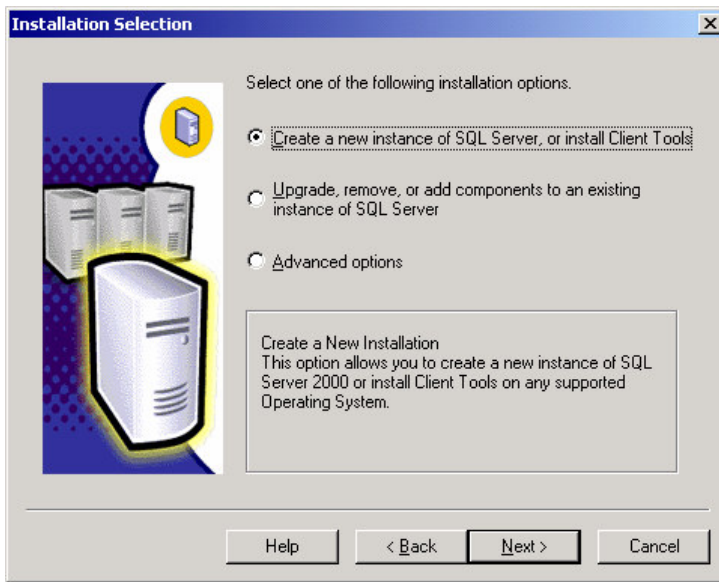 Installation Selection
Select one of the following installation options.
Create a new instance of SQL Server, or install Client Tools
Upgrade, remove, or add components to an existing
instance of SQL Server
Advanced options
Create a New Installation
This option allows you to create a new instance of SQL
Server 2000 or install Client Tools on any supported
Operating System.
Help
< Back
Next >
Cancel